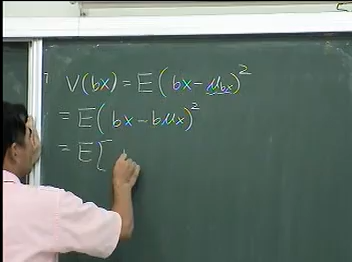 V(bx) = E(bx-μbx)²
= E(bx-bμx)²
= E[